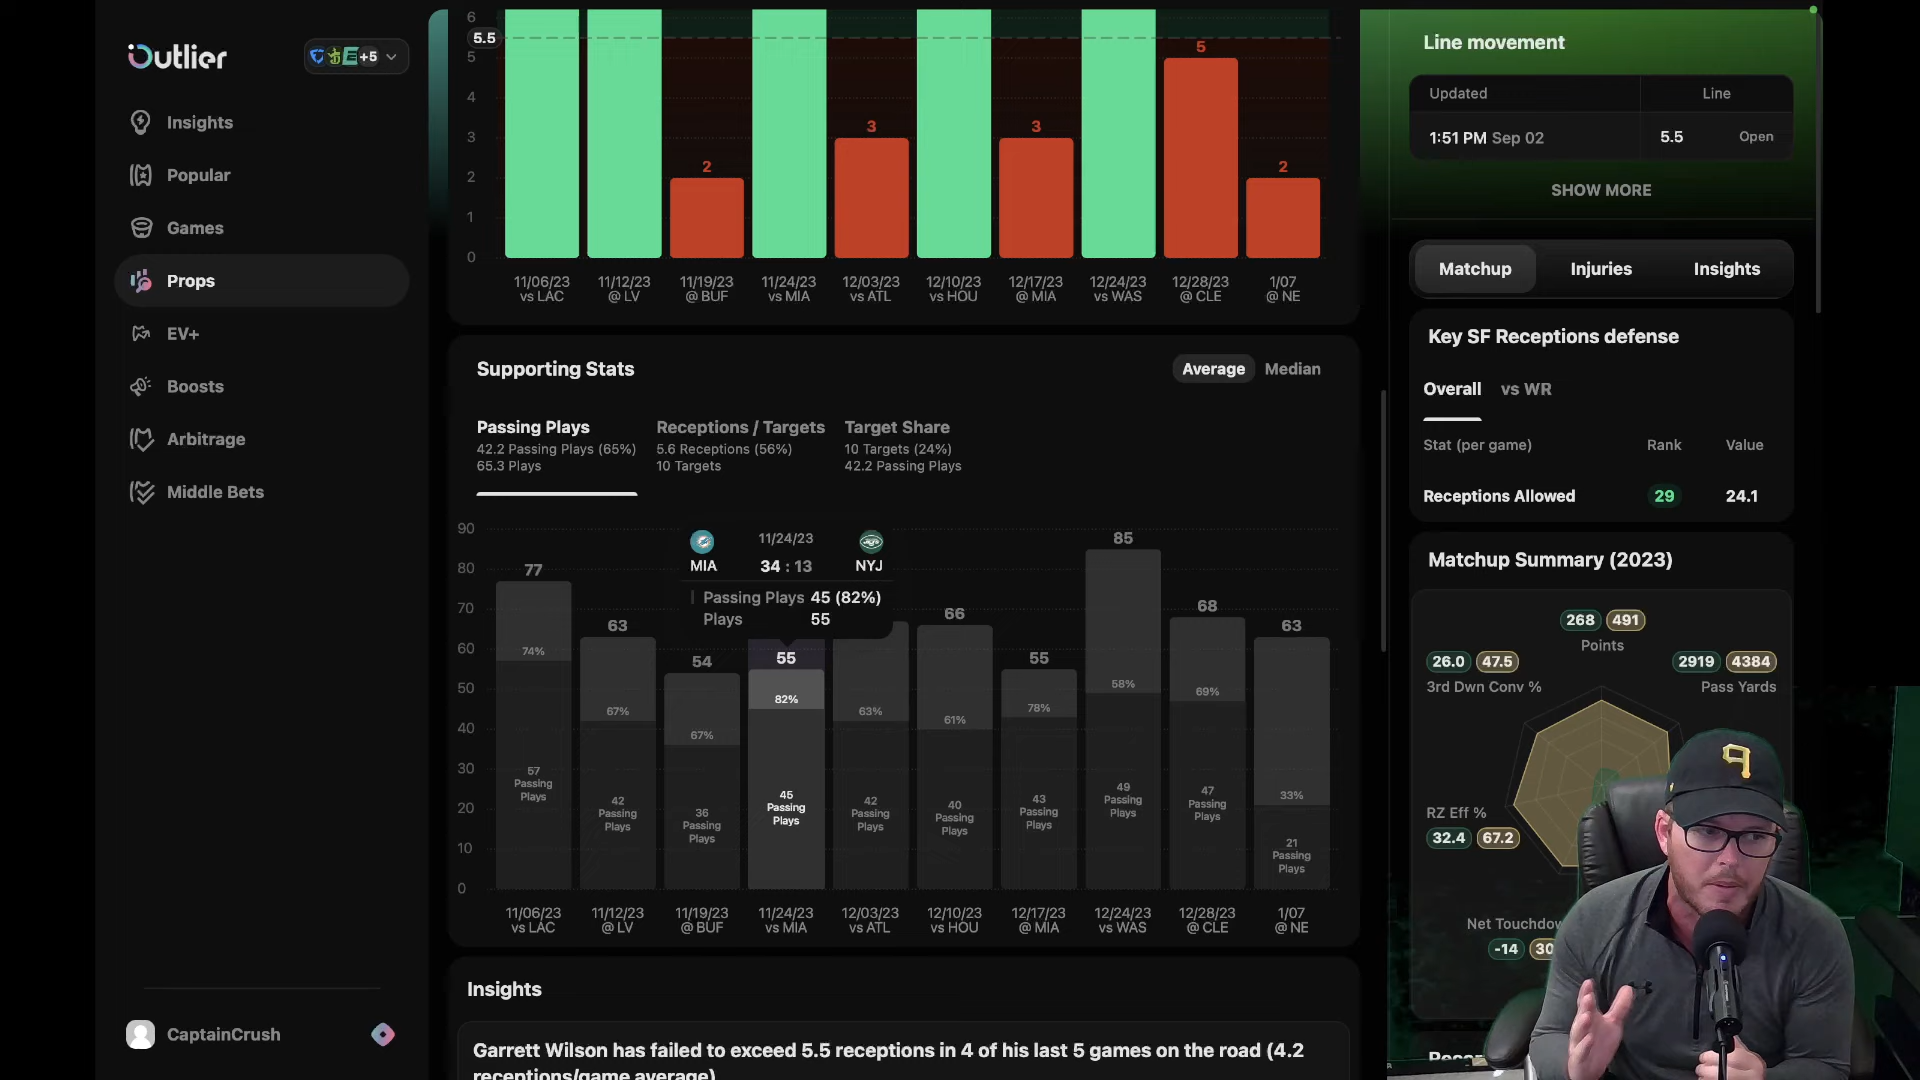 Outlier
+5
Insights
Popular
Games
Props
EV+
Boosts
Arbitrage
Middle Bets
CaptainCrush
6
5.5
5
4
3
2
1
0
2
3
3
5
2
11/06/23 11/12/23 11/19/23 11/24/23 12/03/23 12/10/23 12/17/23 12/24/23 12/28/23 1/07
vs LAC @ LV @ BUF vs MIA vs ATL vs HOU @ MIA vs WAS @ CLE @ NE
Supporting Stats
Average Median
Passing Plays Receptions / Targets Target Share
42.2 Passing Plays (65%) 5.6 Receptions (56%) 10 Targets (24%)
65.3 Plays 10 Targets 42.2 Passing Plays
90
80
70
60
50
40
30
20
10
0
11/24/23
MIA 34 : 13 NYJ
Passing Plays 45 (82%)
Plays 55
77
74%
57
Passing
Plays
63
67%
42
Passing
Plays
54
67%
36
Passing
Plays
55
82%
45
Passing
Plays
63%
42
Passing
Plays
66
61%
40
Passing
Plays
55
78%
43
Passing
Plays
85
58%
49
Passing
Plays
68
69%
47
Passing
Plays
63
33%
21
Passing
Plays
11/06/23 11/12/23 11/19/23 11/24/23 12/03/23 12/10/23 12/17/23 12/24/23 12/28/23 1/07
vs LAC @ LV @ BUF vs MIA vs ATL vs HOU @ MIA vs WAS @ CLE @ NE
Insights
Garrett Wilson has failed to exceed 5.5 receptions in 4 of his last 5 games on the road (4.2
receptions/game average)
Line movement
Updated Line
1:51 PM Sep 02 5.5 Open
SHOW MORE
Matchup Injuries Insights
Key SF Receptions defense
Overall vs WR
Stat (per game) Rank Value
Receptions Allowed 29 24.1
Matchup Summary (2023)
268 491
Points
26.0 47.5
3rd Dwn Conv %
2919 4384
Pass Yards
RZ Eff %
32.4 67.2
Net Touchdow
-14 30
P